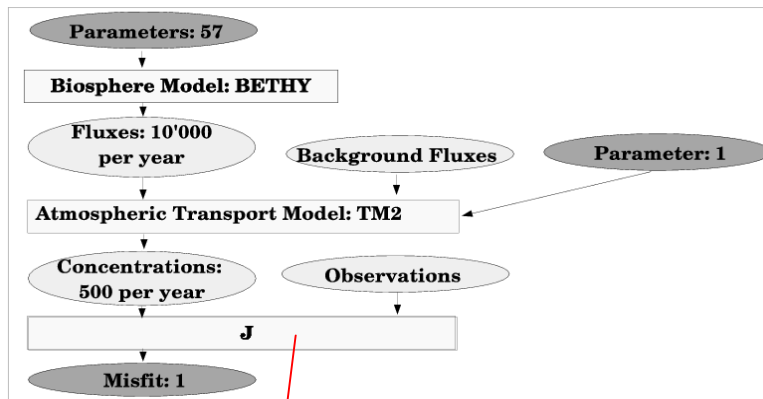 Parameters: 57
Biosphere Model: BETHY
Fluxes: 10'000
per year
Background Fluxes
Parameter: 1
Atmospheric Transport Model: TM2
Concentrations:
500 per year
Observations
J
Misfit: 1